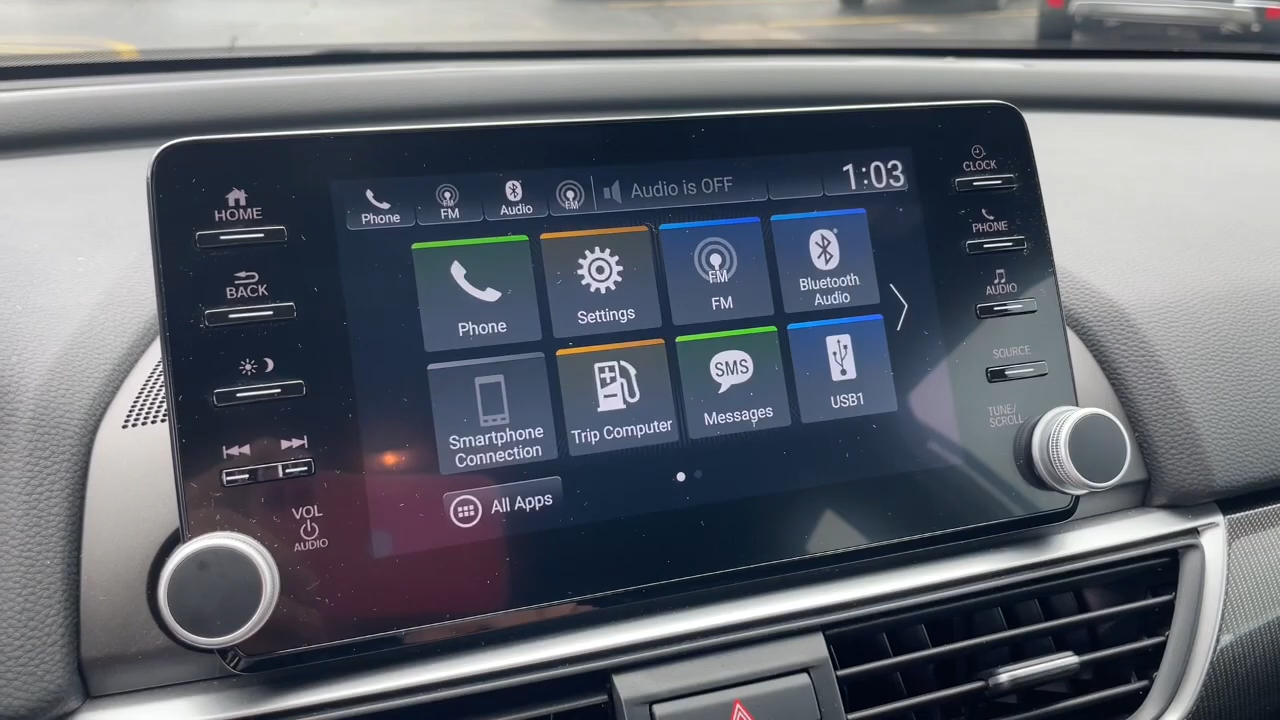 HOME
BACK
VOL
AUDIO
Phone
FM
Audio
FM
Audio is OFF
1:03
Phone
Settings
FM
FM
Bluetooth
Audio
Smartphone
Connection
Trip Computer
SMS
Messages
USB1
All Apps
CLOCK
PHONE
AUDIO
SOURCE
TUNE/
SCROLL